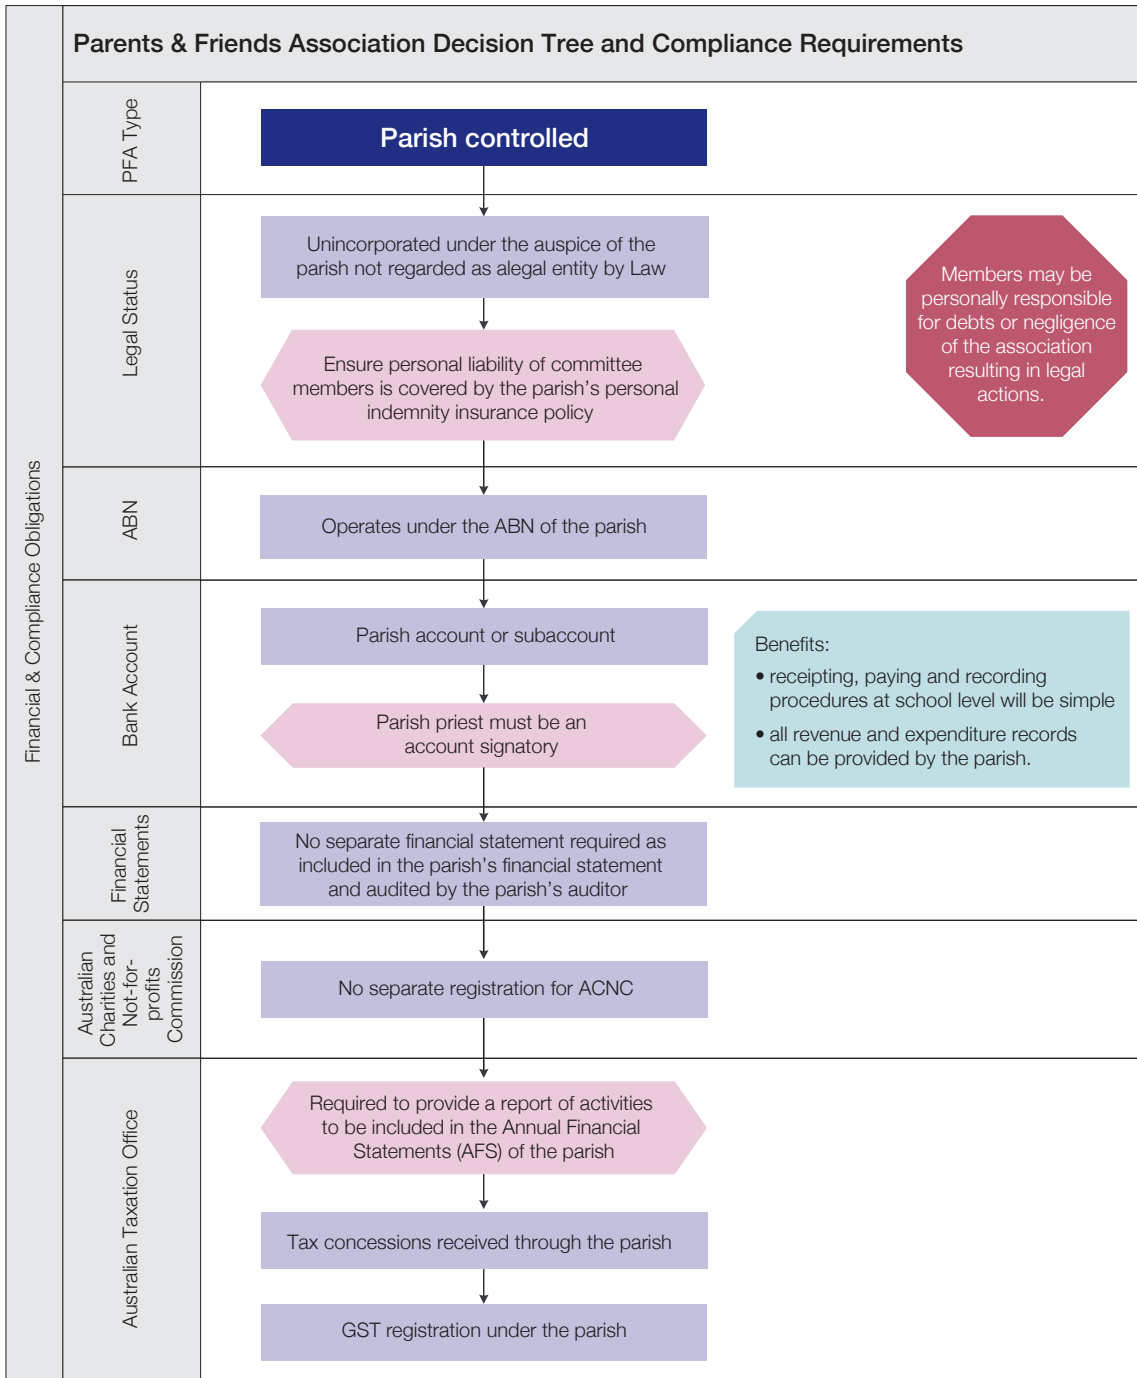 Parents & Friends Association Decision Tree and Compliance Requirements
Financial & Compliance Obligations
PFA Type
Parish controlled
Legal Status
Unincorporated under the auspice of the
parish not regarded as alegal entity by Law
Ensure personal liability of committee
members is covered by the parish's personal
indemnity insurance policy
Members may be
personally responsible
for debts or negligence
of the association
resulting in legal
actions.
ABN
Operates under the ABN of the parish
Bank Account
Parish account or subaccount
Parish priest must be an
account signatory
Benefits:
• receipting, paying and recording
procedures at school level will be simple
• all revenue and expenditure records
can be provided by the parish.
Financial
Statements
No separate financial statement required as
included in the parish's financial statement
and audited by the parish's auditor
Australian
Charities and
Not-for-
profits
Commission
No separate registration for ACNC
Australian Taxation Office
Required to provide a report of activities
to be included in the Annual Financial
Statements (AFS) of the parish
Tax concessions received through the parish
GST registration under the parish